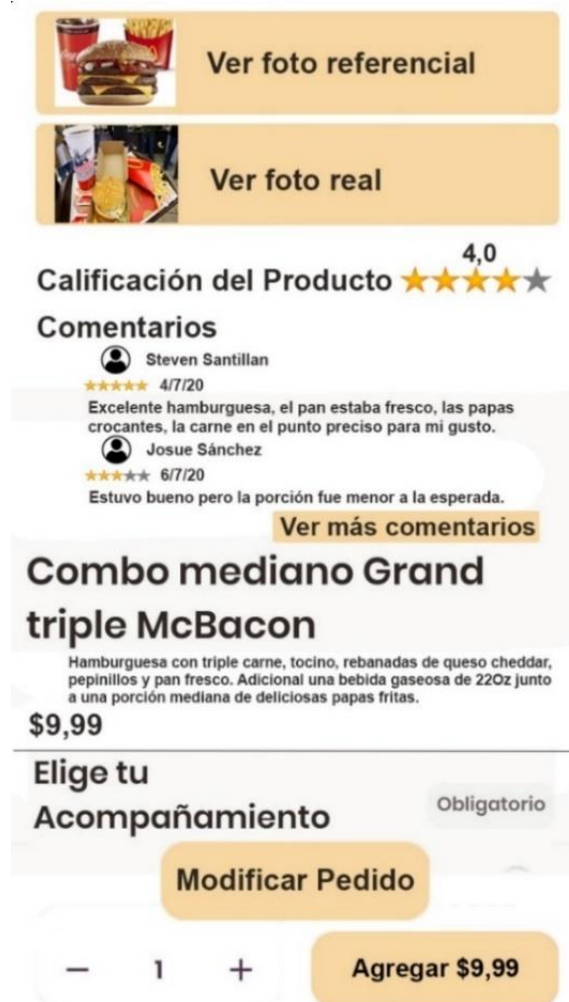 Ver foto referencial
Ver foto real
4,0
Calificación del Producto
Comentarios
Steven Santillan
4/7/20
Excelente hamburguesa, el pan estaba fresco, las papas
crocantes, la carne en el punto preciso para mi gusto.
Josue Sánchez
6/7/20
Estuvo bueno pero la porción fue menor a la esperada.
Ver más comentarios
Combo mediano Grand
triple McBacon
Hamburguesa con triple carne, tocino, rebanadas de queso cheddar,
pepinillos y pan fresco. Adicional una bebida gaseosa de 22Oz junto
a una porción mediana de deliciosas papas fritas.
$9,99
Elige tu
Acompañamiento
Obligatorio
Modificar Pedido
− 1 +
Agregar $9,99